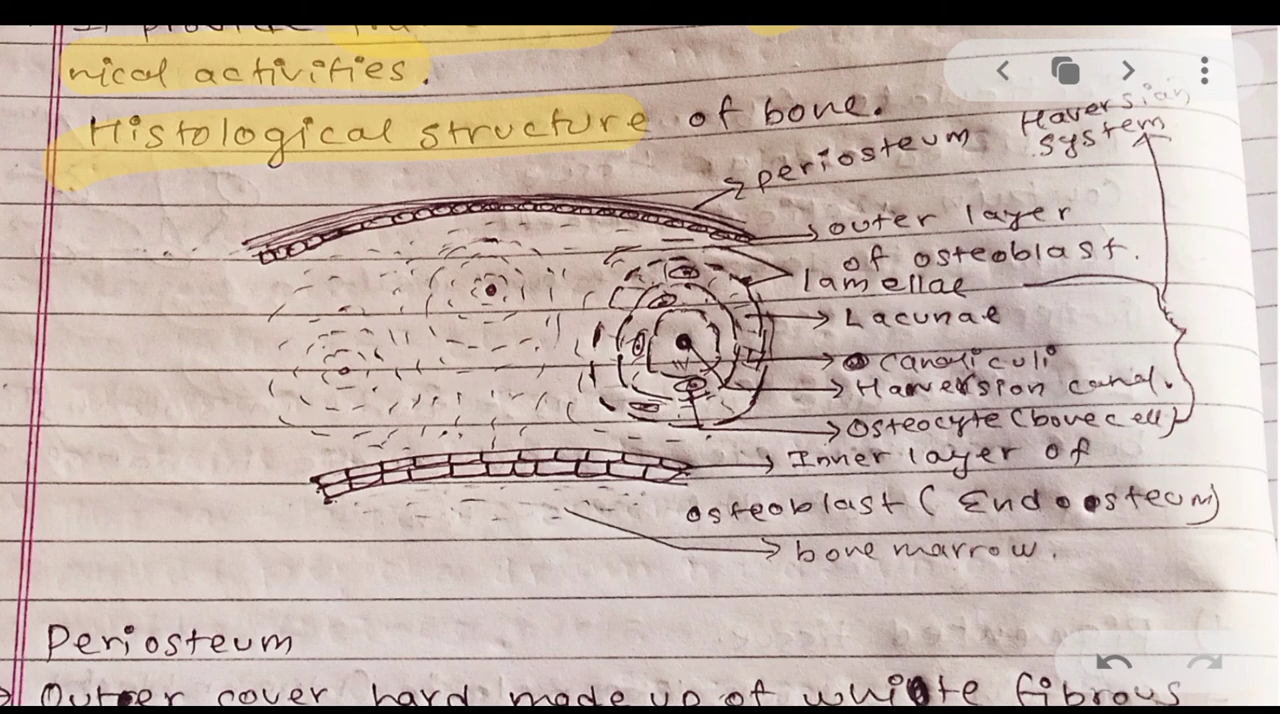 nical activities.
Histological structure of bone.
Haversian
system
periosteum
outer layer
of osteoblast.
lamellae
Lacunae
canaliculi
Haversion canal.
Osteocyte (bone cell)
Inner layer of
osteoblast ( Endoosteum)
bone marrow.
Periosteum
Outer cover hard made up of white fibrous